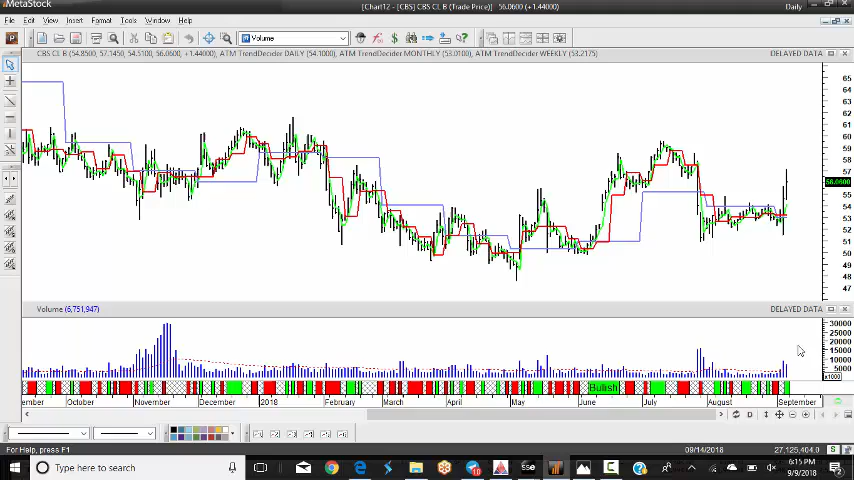 MetaStock
[Chart12 - [CBS] CBS CL B (Trade Price)] 56.0600 (+1.44000)
Daily
File Edit View Insert Format Tools Window Help
Volume
CBS CL B (54.8500, 57.1450, 54.5100, 56.0600, +1.44000), ATM TrendDecider DAILY (54.1000), ATM TrendDecider MONTHLY (53.0100), ATM TrendDecider WEEKLY (53.2175)
DELAYED DATA
65
64
62
61
60
59
58
57
56.0600
54
53
52
51
50
49
48
47
Volume (6,751,947)
DELAYED DATA
30000
25000
20000
15000
10000
5000
x1000
Bullish
ember October November December 2018 February March April May June July August September
For Help, press F1
09/14/2018
27,125,404.0
Type here to search
10
sse
6:15 PM
9/9/2018
2